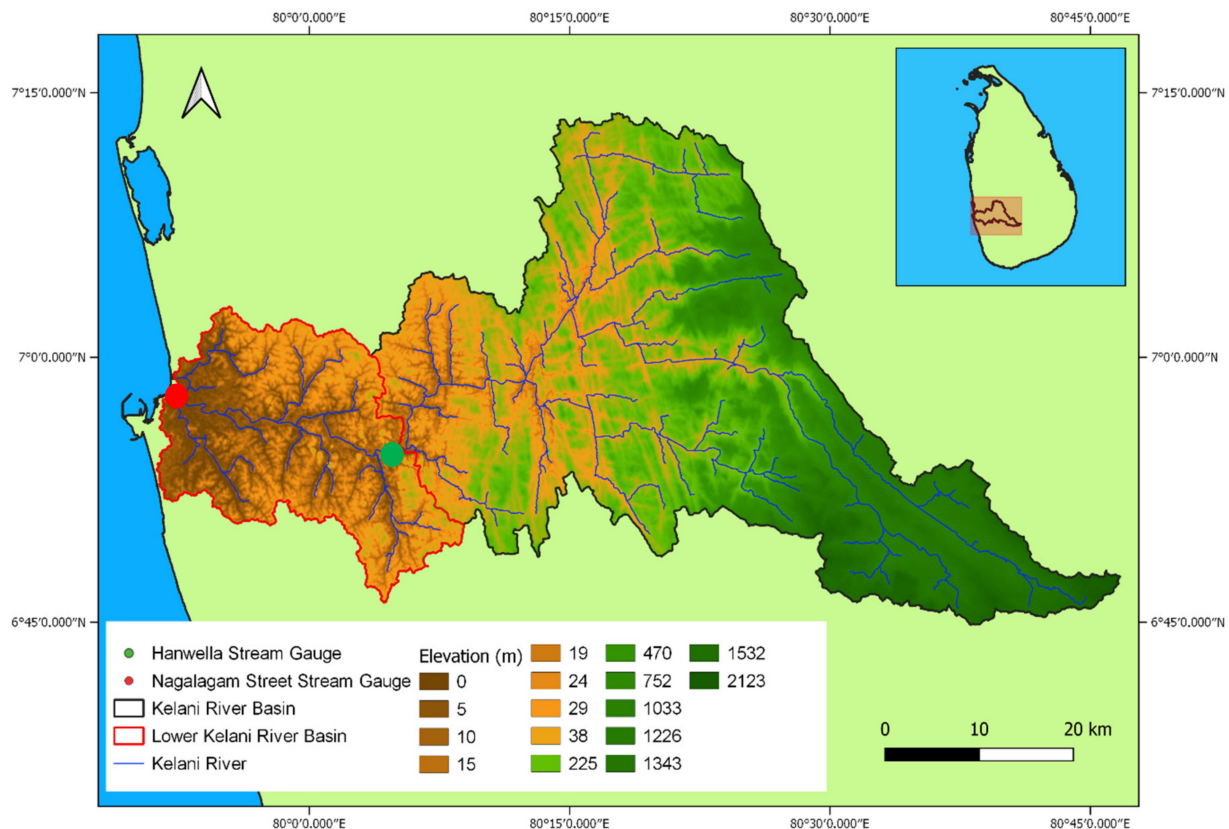 80°0′0.000″E 80°15′0.000″E 80°30′0.000″E 80°45′0.000″E
7°15′0.000″N 7°15′0.000″N
7°0′0.000″N 7°0′0.000″N
6°45′0.000″N 6°45′0.000″N
Hanwella Stream Gauge
Nagalagam Street Stream Gauge
Kelani River Basin
Lower Kelani River Basin
Kelani River
Elevation (m)
0
5
10
15
19
24
29
38
225
470
752
1033
1226
1343
1532
2123
0 10 20 km
80°0′0.000″E 80°15′0.000″E 80°30′0.000″E 80°45′0.000″E